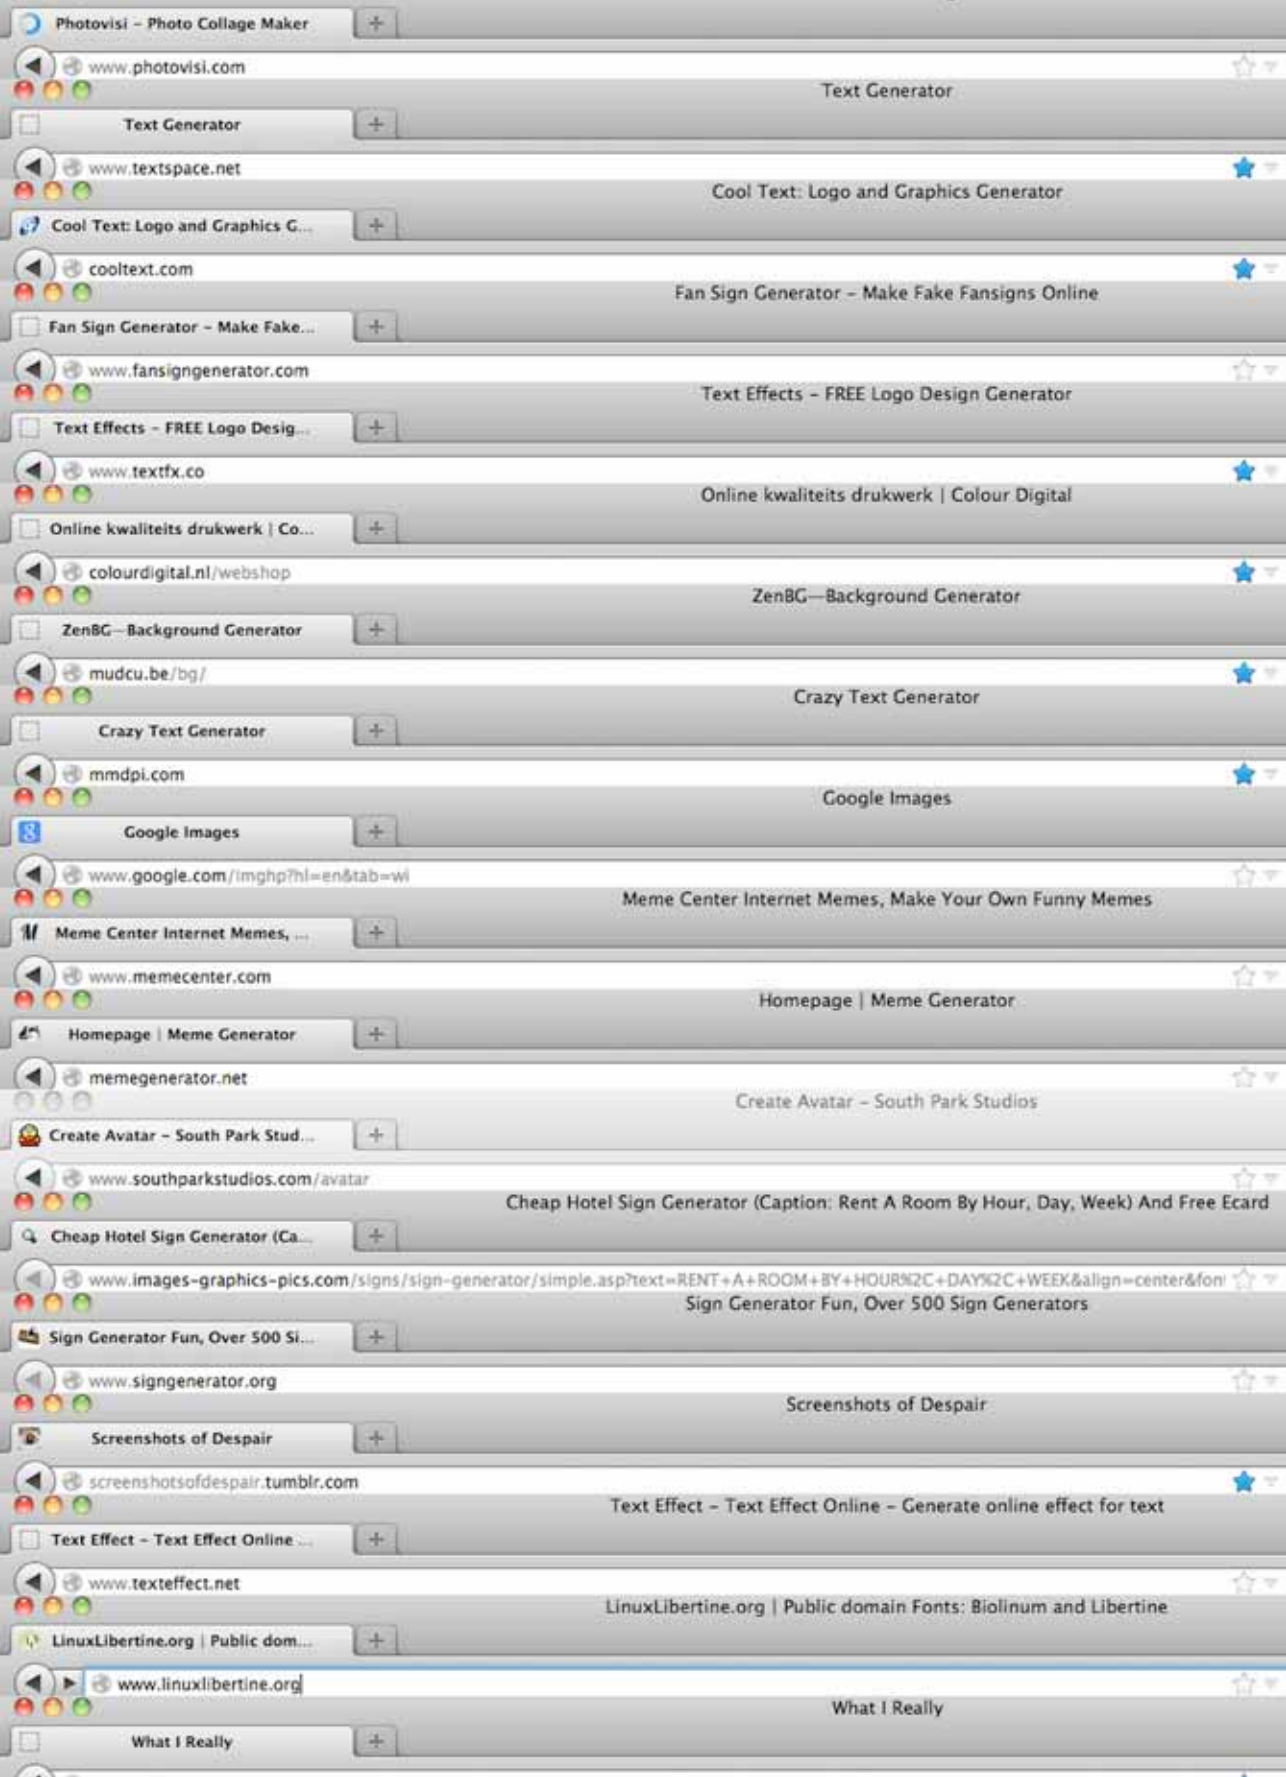 Photovisi – Photo Collage Maker
www.photovisi.com
Text Generator
Text Generator
www.textspace.net
Cool Text: Logo and Graphics Generator
Cool Text: Logo and Graphics G...
cooltext.com
Fan Sign Generator – Make Fake Fansigns Online
Fan Sign Generator – Make Fake...
www.fansigngenerator.com
Text Effects – FREE Logo Design Generator
Text Effects – FREE Logo Desig...
www.textfx.co
Online kwaliteits drukwerk | Colour Digital
Online kwaliteits drukwerk | Co...
colourdigital.nl/webshop
ZenBG—Background Generator
ZenBG—Background Generator
mudcu.be/bg/
Crazy Text Generator
Crazy Text Generator
mmdpi.com
Google Images
Google Images
www.google.com/imghp?hl=en&tab=wi
Meme Center Internet Memes, Make Your Own Funny Memes
Meme Center Internet Memes, ...
www.memecenter.com
Homepage | Meme Generator
Homepage | Meme Generator
memegenerator.net
Create Avatar – South Park Studios
Create Avatar – South Park Stud...
www.southparkstudios.com/avatar
Cheap Hotel Sign Generator (Caption: Rent A Room By Hour, Day, Week) And Free Ecard
Cheap Hotel Sign Generator (Ca...
www.images-graphics-pics.com/signs/sign-generator/simple.asp?text=RENT+A+ROOM+BY+HOUR%2C+DAY%2C+WEEK&align=center&fon
Sign Generator Fun, Over 500 Sign Generators
Sign Generator Fun, Over 500 Si...
www.signgenerator.org
Screenshots of Despair
Screenshots of Despair
screenshotsofdespair.tumblr.com
Text Effect – Text Effect Online – Generate online effect for text
Text Effect – Text Effect Online ...
www.texteffect.net
LinuxLibertine.org | Public domain Fonts: Biolinum and Libertine
LinuxLibertine.org | Public dom...
www.linuxlibertine.org
What I Really
What I Really